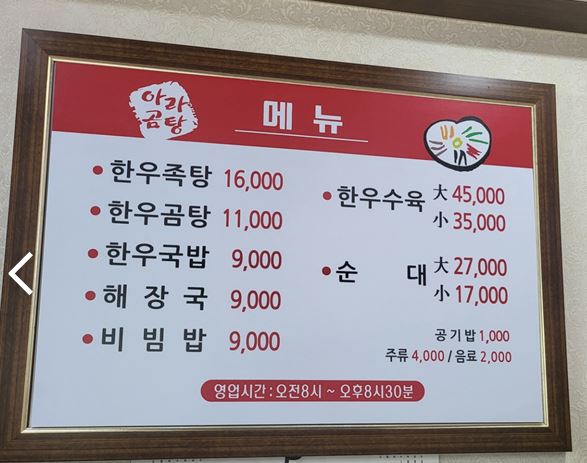 아라
곰탕
메뉴
한우족탕 16,000
한우곰탕 11,000
한우국밥 9,000
해장국 9,000
비빔밥 9,000
한우수육 大 45,000
小 35,000
순대 大 27,000
小 17,000
공기밥 1,000
주류 4,000 / 음료 2,000
영업시간 : 오전8시 ~ 오후8시30분